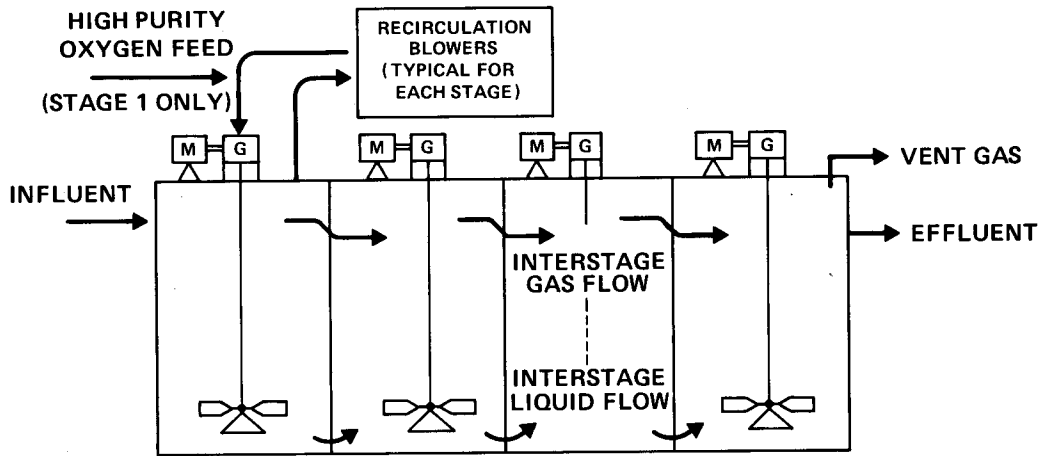 HIGH PURITY
OXYGEN FEED
(STAGE 1 ONLY)
RECIRCULATION
BLOWERS
(TYPICAL FOR
EACH STAGE)
M G
M G
M G
M G
VENT GAS
INFLUENT
EFFLUENT
INTERSTAGE
GAS FLOW
INTERSTAGE
LIQUID FLOW